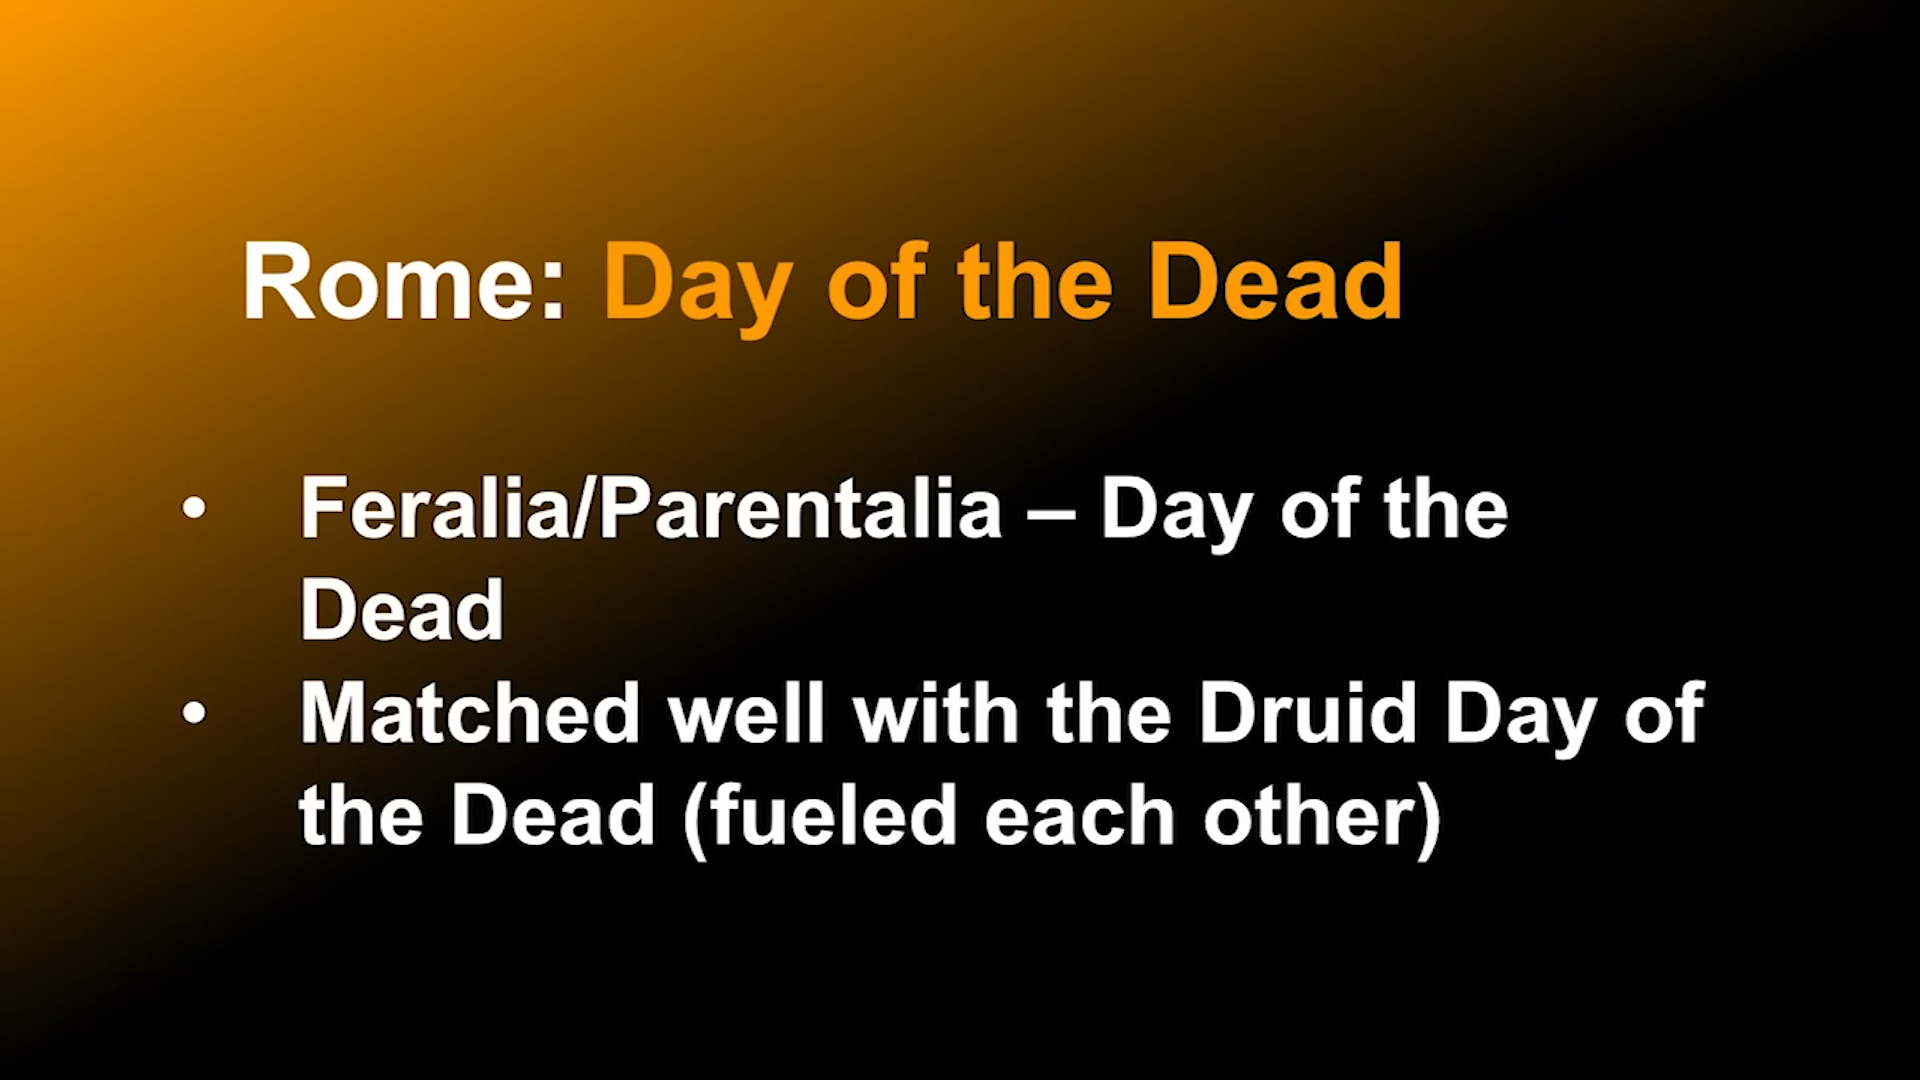 Rome: Day of the Dead
• Feralia/Parentalia – Day of the
Dead
• Matched well with the Druid Day of
the Dead (fueled each other)